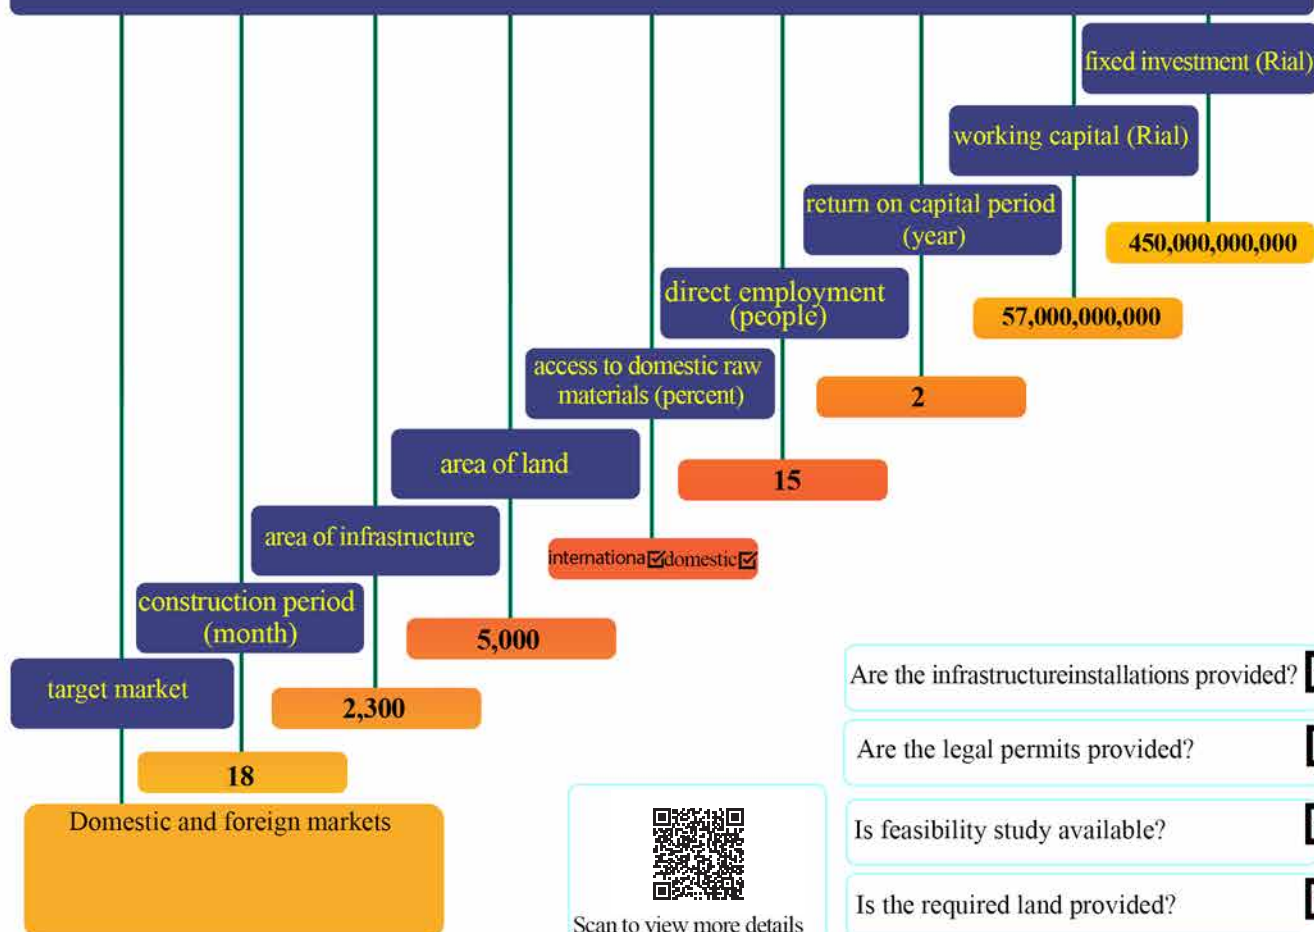 fixed investment (Rial)
450,000,000,000
working capital (Rial)
57,000,000,000
return on capital period
(year)
2
direct employment
(people)
15
access to domestic raw
materials (percent)
internationa☑domestic☑
area of land
5,000
area of infrastructure
2,300
construction period
(month)
18
target market
Domestic and foreign markets
Scan to view more details
Are the infrastructureinstallations provided?
Are the legal permits provided?
Is feasibility study available?
Is the required land provided?